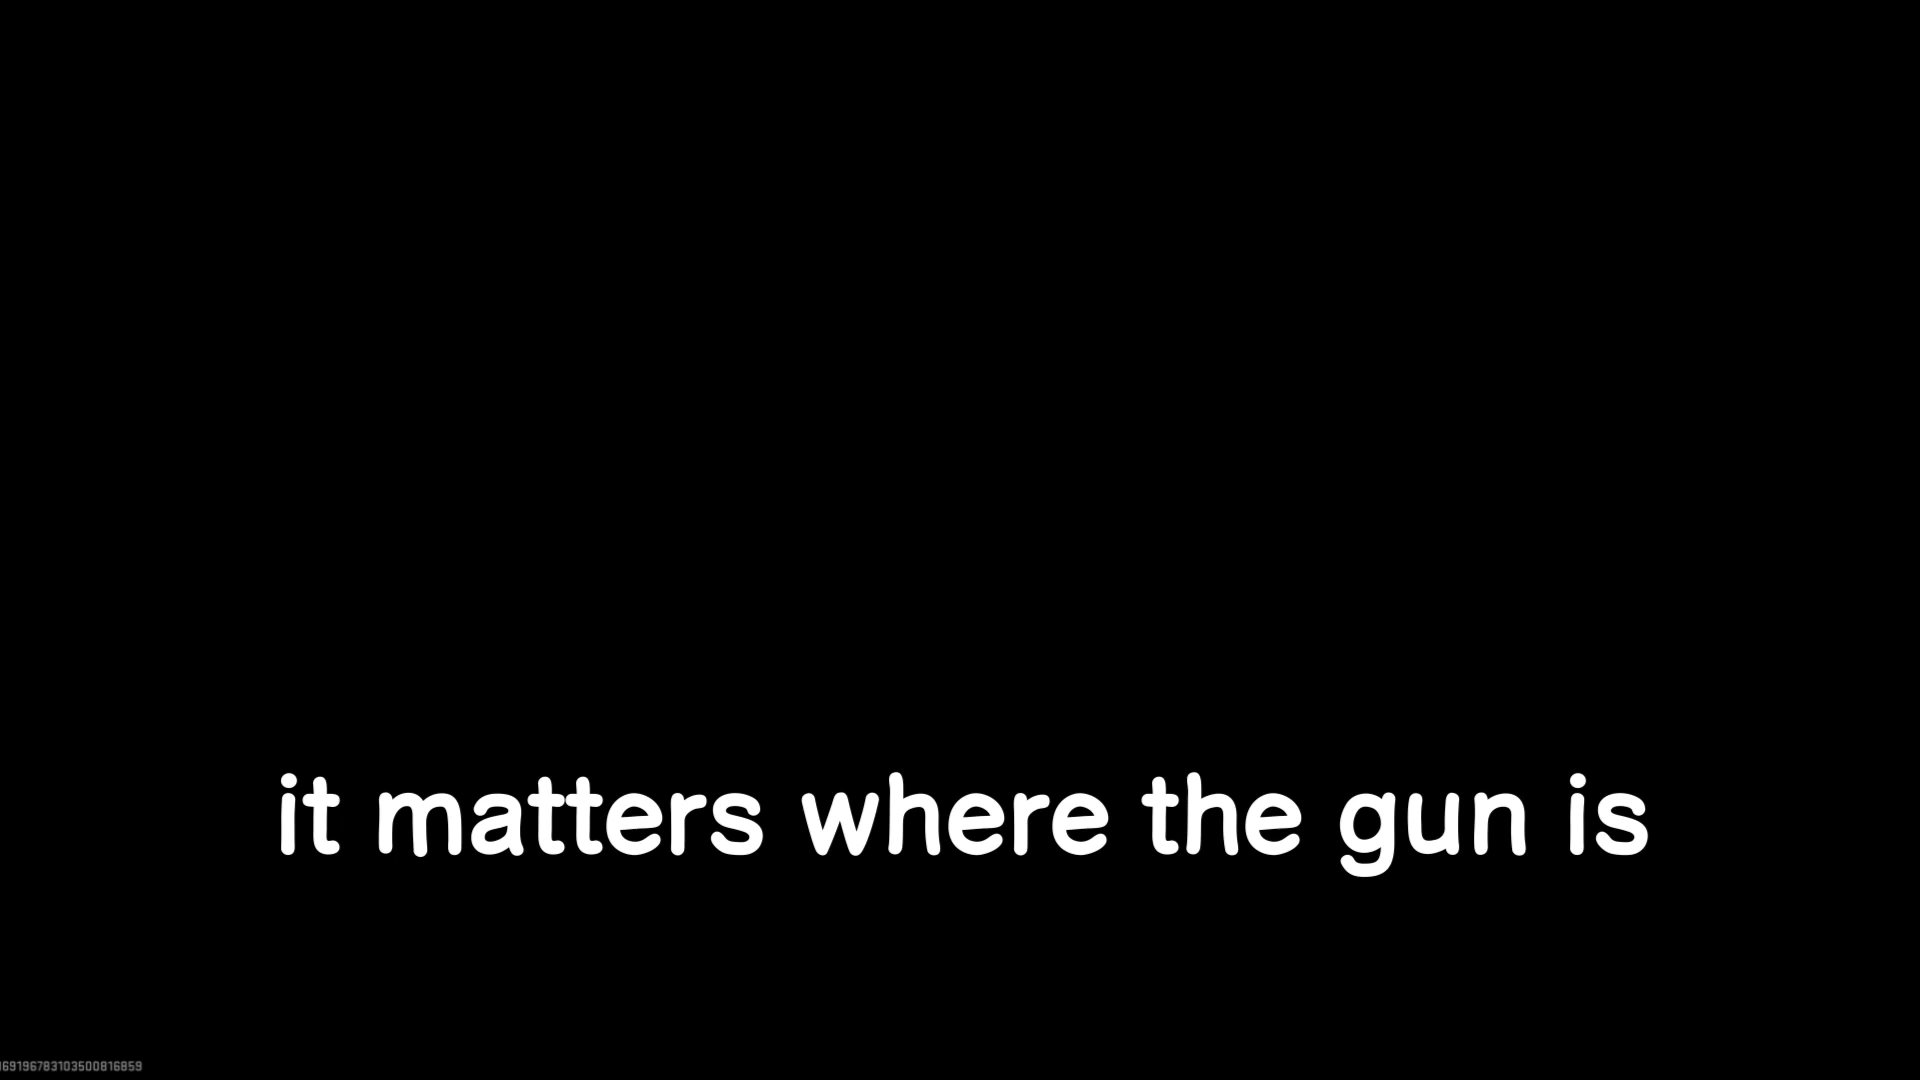 it matters where the gun is